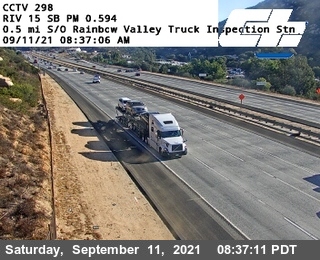 CCTV 298
RIV 15 SB PM 0.594
0.5 mi S/O Rainbcw Valley Truck Inspection Stn
09/11/21 08:37:06 AM
Saturday, September 11, 2021 08:37:11 PDT